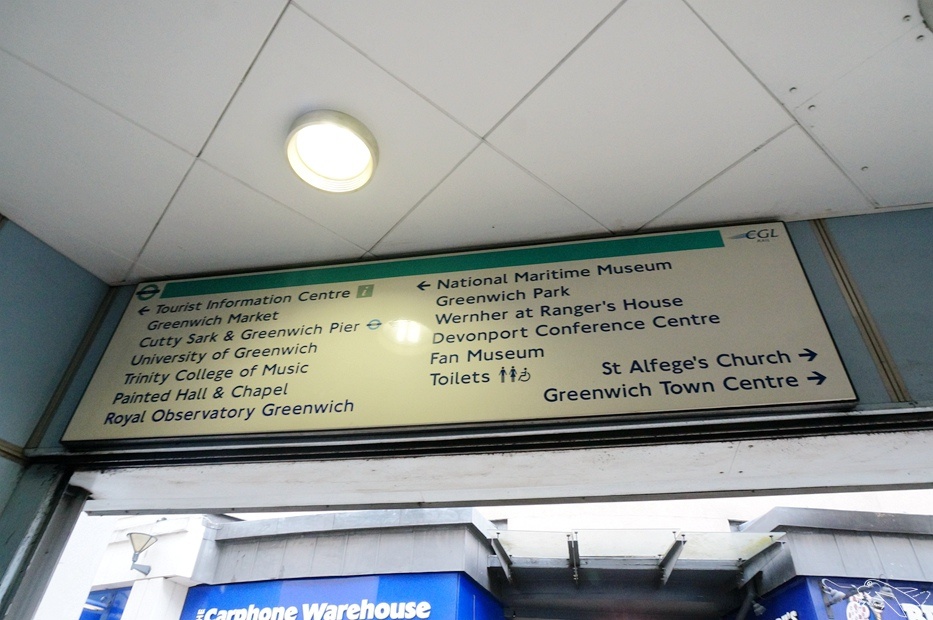 ← Tourist Information Centre i
Greenwich Market
Cutty Sark & Greenwich Pier
University of Greenwich
Trinity College of Music
Painted Hall & Chapel
Royal Observatory Greenwich
CGL
RAIL
← National Maritime Museum
Greenwich Park
Wernher at Ranger's House
Devonport Conference Centre
Fan Museum
Toilets
St Alfege's Church →
Greenwich Town Centre →
THE Carphone Warehouse